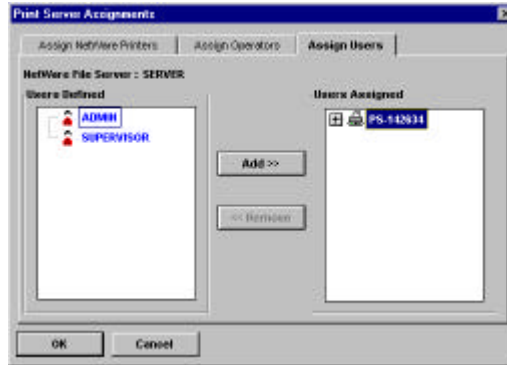 Print Server Assignments
Assign NetWare Printers
Assign Operators
Assign Users
NetWare File Server : SERVER
Users Defined
Users Assigned
ADMIN
SUPERVISOR
PS-142634
Add >>
<< Remove
OK
Cancel